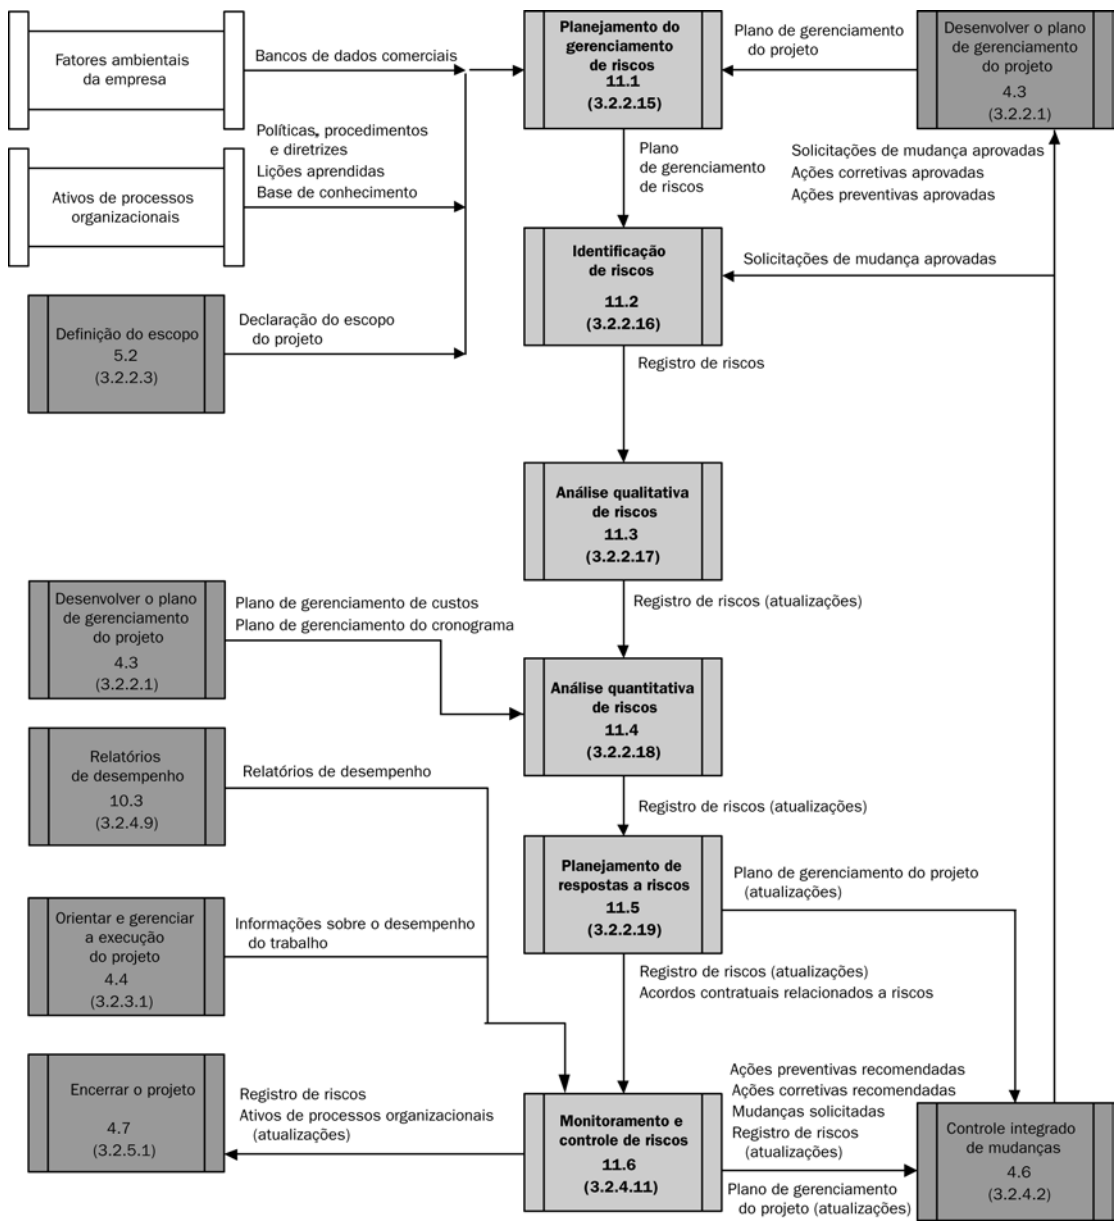 Fatores ambientais
da empresa
Bancos de dados comerciais
Planejamento do
gerenciamento
de riscos
11.1
(3.2.2.15)
Plano de gerenciamento
do projeto
Desenvolver o plano
de gerenciamento
do projeto
4.3
(3.2.2.1)
Políticas, procedimentos
e diretrizes
Lições aprendidas
Base de conhecimento
Ativos de processos
organizacionais
Plano
de gerenciamento
de riscos
Solicitações de mudança aprovadas
Ações corretivas aprovadas
Ações preventivas aprovadas
Identificação
de riscos
11.2
(3.2.2.16)
Solicitações de mudança aprovadas
Definição do escopo
5.2
(3.2.2.3)
Declaração do escopo
do projeto
Registro de riscos
Análise qualitativa
de riscos
11.3
(3.2.2.17)
Registro de riscos (atualizações)
Desenvolver o plano
de gerenciamento
do projeto
4.3
(3.2.2.1)
Plano de gerenciamento de custos
Plano de gerenciamento do cronograma
Análise quantitativa
de riscos
11.4
(3.2.2.18)
Relatórios
de desempenho
10.3
(3.2.4.9)
Relatórios de desempenho
Registro de riscos (atualizações)
Planejamento de
respostas a riscos
11.5
(3.2.2.19)
Plano de gerenciamento do projeto
(atualizações)
Orientar e gerenciar
a execução
do projeto
4.4
(3.2.3.1)
Informações sobre o desempenho
do trabalho
Registro de riscos (atualizações)
Acordos contratuais relacionados a riscos
Encerrar o projeto
4.7
(3.2.5.1)
Registro de riscos
Ativos de processos organizacionais
(atualizações)
Monitoramento e
controle de riscos
11.6
(3.2.4.11)
Ações preventivas recomendadas
Ações corretivas recomendadas
Mudanças solicitadas
Registro de riscos
(atualizações)
Plano de gerenciamento
do projeto (atualizações)
Controle integrado
de mudanças
4.6
(3.2.4.2)